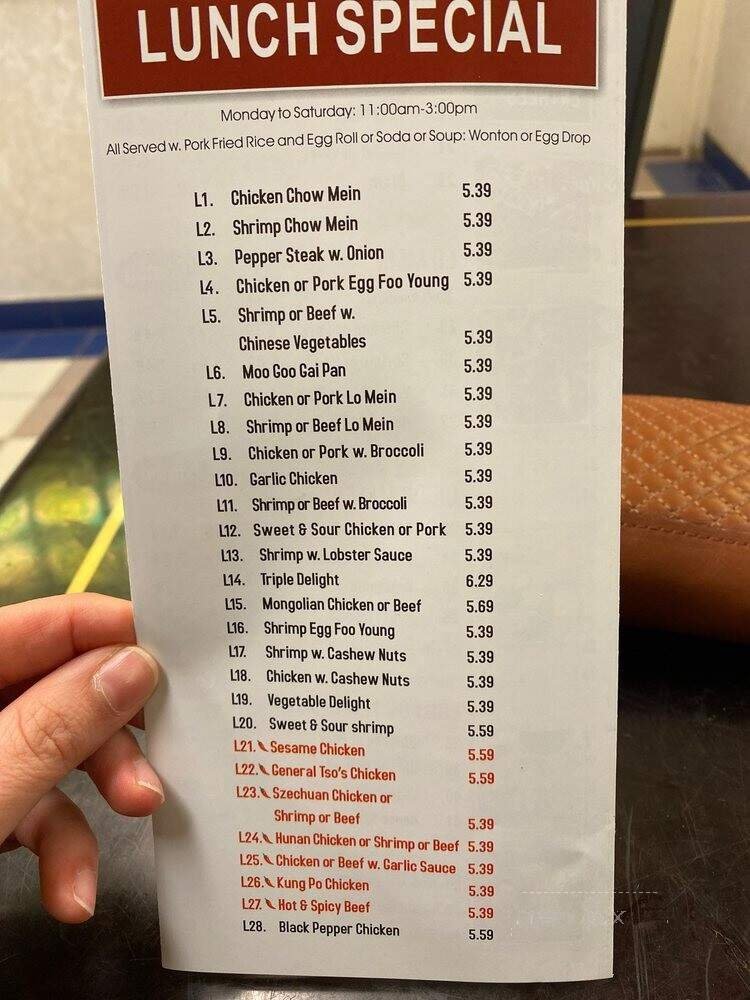 LUNCH SPECIAL
Monday to Saturday: 11:00am-3:00pm
All Served w. Pork Fried Rice and Egg Roll or Soda or Soup: Wonton or Egg Drop
L1. Chicken Chow Mein 5.39
L2. Shrimp Chow Mein 5.39
L3. Pepper Steak w. Onion 5.39
L4. Chicken or Pork Egg Foo Young 5.39
L5. Shrimp or Beef w.
Chinese Vegetables 5.39
L6. Moo Goo Gai Pan 5.39
L7. Chicken or Pork Lo Mein 5.39
L8. Shrimp or Beef Lo Mein 5.39
L9. Chicken or Pork w. Broccoli 5.39
L10. Garlic Chicken 5.39
L11. Shrimp or Beef w. Broccoli 5.39
L12. Sweet & Sour Chicken or Pork 5.39
L13. Shrimp w. Lobster Sauce 5.39
L14. Triple Delight 6.29
L15. Mongolian Chicken or Beef 5.69
L16. Shrimp Egg Foo Young 5.39
L17. Shrimp w. Cashew Nuts 5.39
L18. Chicken w. Cashew Nuts 5.39
L19. Vegetable Delight 5.39
L20. Sweet & Sour shrimp 5.59
L21. Sesame Chicken 5.59
L22. General Tso's Chicken 5.59
L23. Szechuan Chicken or
Shrimp or Beef 5.39
L24. Hunan Chicken or Shrimp or Beef 5.39
L25. Chicken or Beef w. Garlic Sauce 5.39
L26. Kung Po Chicken 5.39
L27. Hot & Spicy Beef 5.39
L28. Black Pepper Chicken 5.59